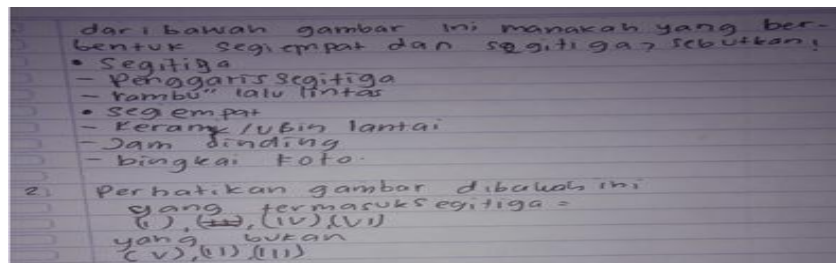 dari bawah gambar ini manakah yang ber-
bentuk segiempat dan segitiga, sebutkan!
• Segitiga
- Penggaris segitiga
- rambu" lalu lintas
• segiempat
- Keramik/ubin lantai
- Jam dinding
- bingkai foto.
2) Perhatikan gambar dibawah ini
yang termasuk segitiga =
(i), (iv), (vi)
yang bukan
(v), (ii), (iii)